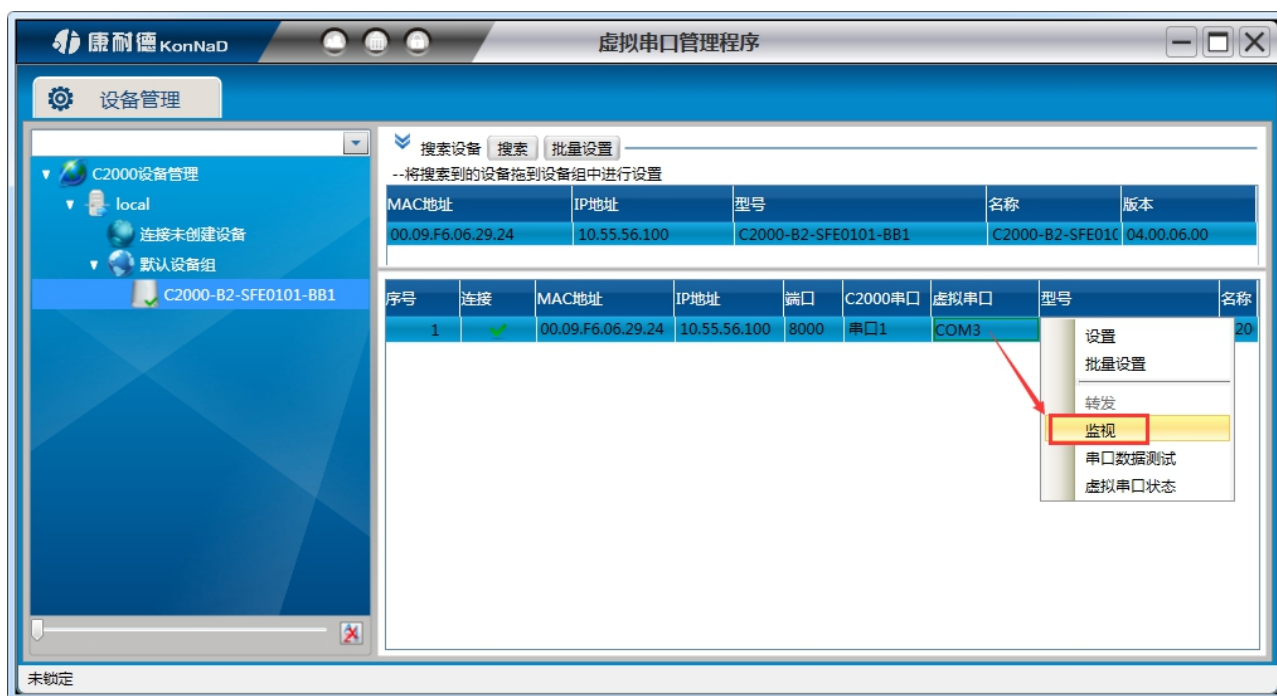 康耐德 KonNaD
虚拟串口管理程序
设备管理
C2000设备管理
local
连接未创建设备
默认设备组
C2000-B2-SFE0101-BB1
搜索设备 搜索 批量设置
--将搜索到的设备拖到设备组中进行设置
MAC地址 IP地址 型号 名称 版本
00.09.F6.06.29.24 10.55.56.100 C2000-B2-SFE0101-BB1 C2000-B2-SFE010 04.00.06.00
序号 连接 MAC地址 IP地址 端口 C2000串口 虚拟串口 型号 名称
1 00.09.F6.06.29.24 10.55.56.100 8000 串口1 COM3 20
设置
批量设置
转发
监视
串口数据测试
虚拟串口状态
未锁定